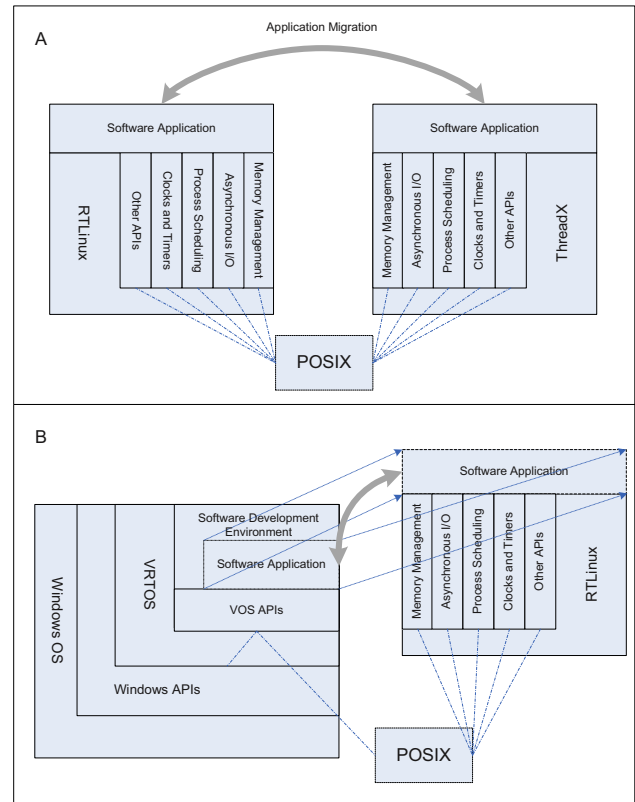 A
Application Migration
Software Application
RTLinux
Other APIs
Clocks and Timers
Process Scheduling
Asynchronous I/O
Memory Management
Software Application
Memory Management
Asynchronous I/O
Process Scheduling
Clocks and Timers
Other APIs
ThreadX
POSIX
B
Windows OS
VRTOS
Software Development
Environment
Software Application
VOS APIs
Windows APIs
Software Application
Memory Management
Asynchronous I/O
Process Scheduling
Clocks and Timers
Other APIs
RTLinux
POSIX